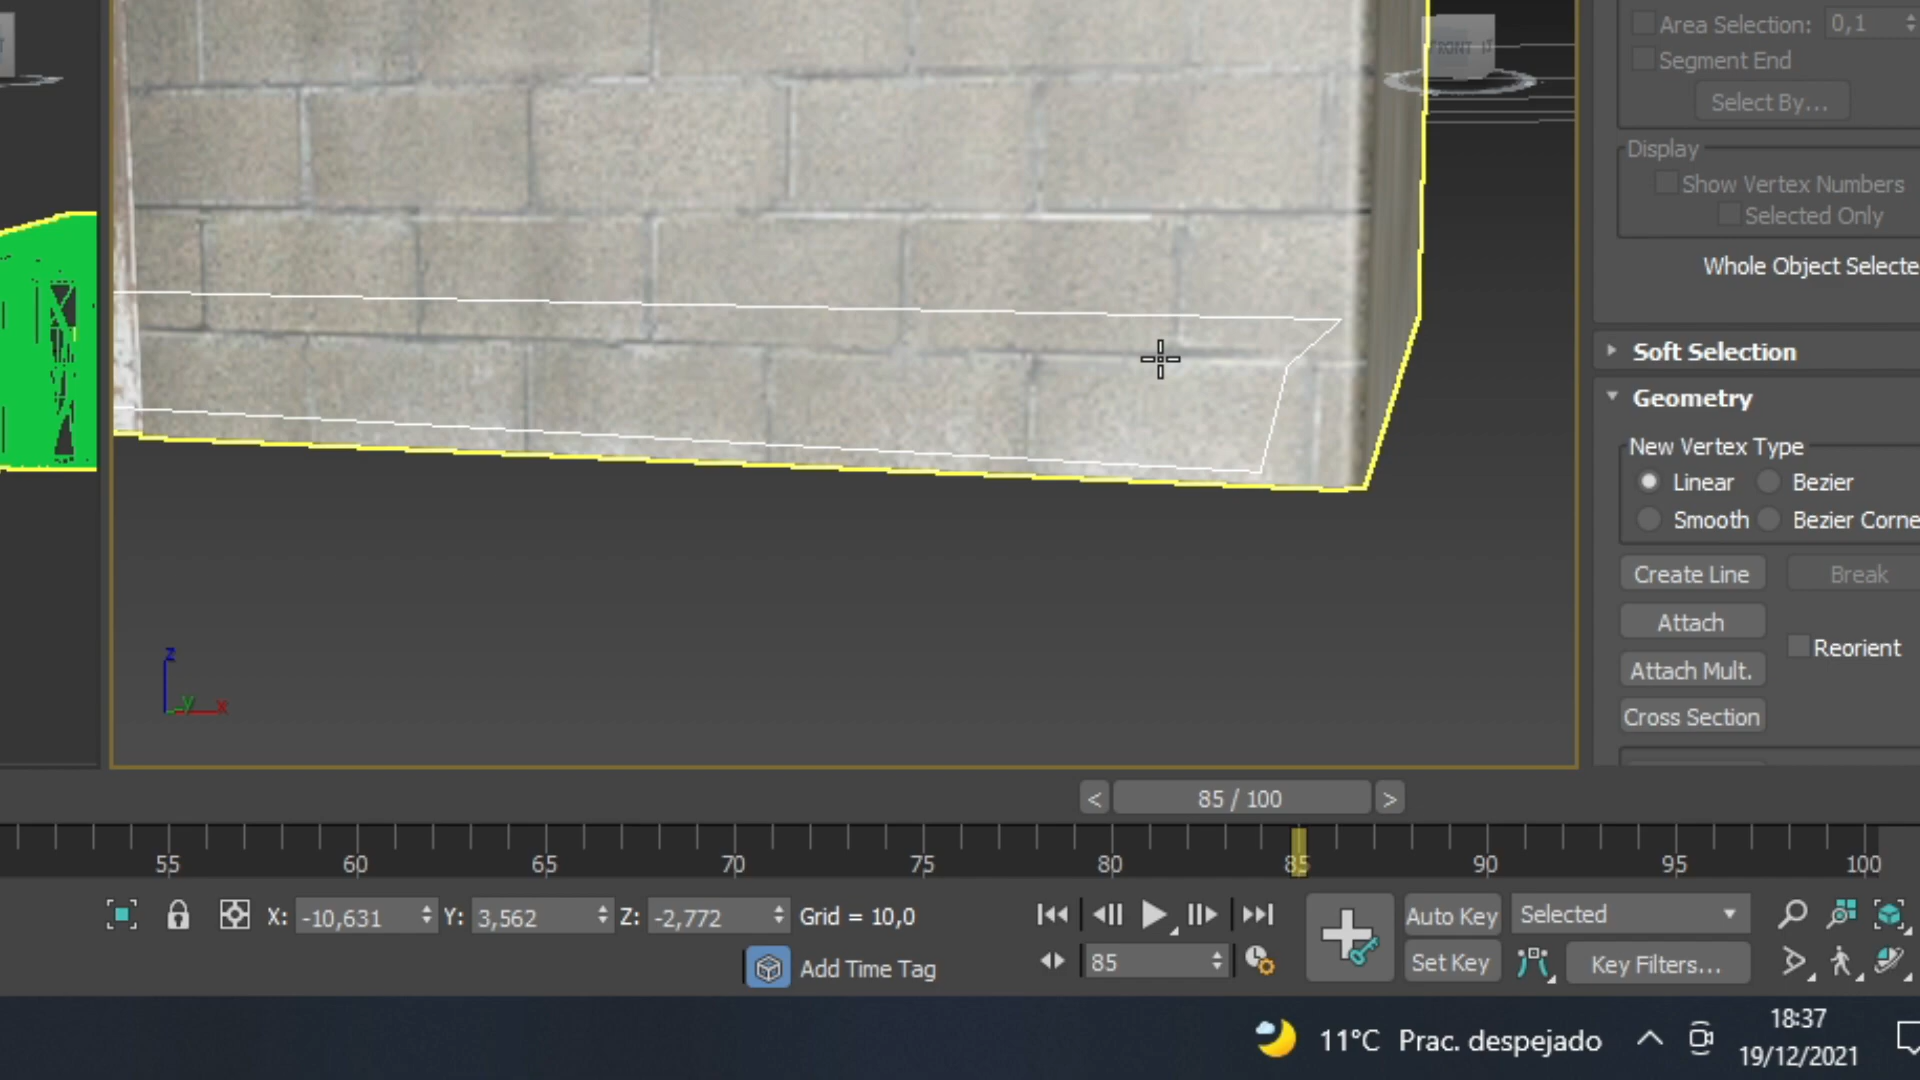 Area Selection: 0,1
Segment End
Select By...
Display
Show Vertex Numbers
Selected Only
Whole Object Selecte
Soft Selection
Geometry
New Vertex Type
Linear Bezier
Smooth Bezier Corne
Create Line Break
Attach
Reorient
Attach Mult.
Cross Section
FRONT
z
y x
< 85 / 100 >
55 60 65 70 75 80 85 90 95 100
X: -10,631 Y: 3,562 Z: -2,772 Grid = 10,0
Auto Key Selected
Add Time Tag
85
Set Key Key Filters...
11°C Prac. despejado
18:37
19/12/2021